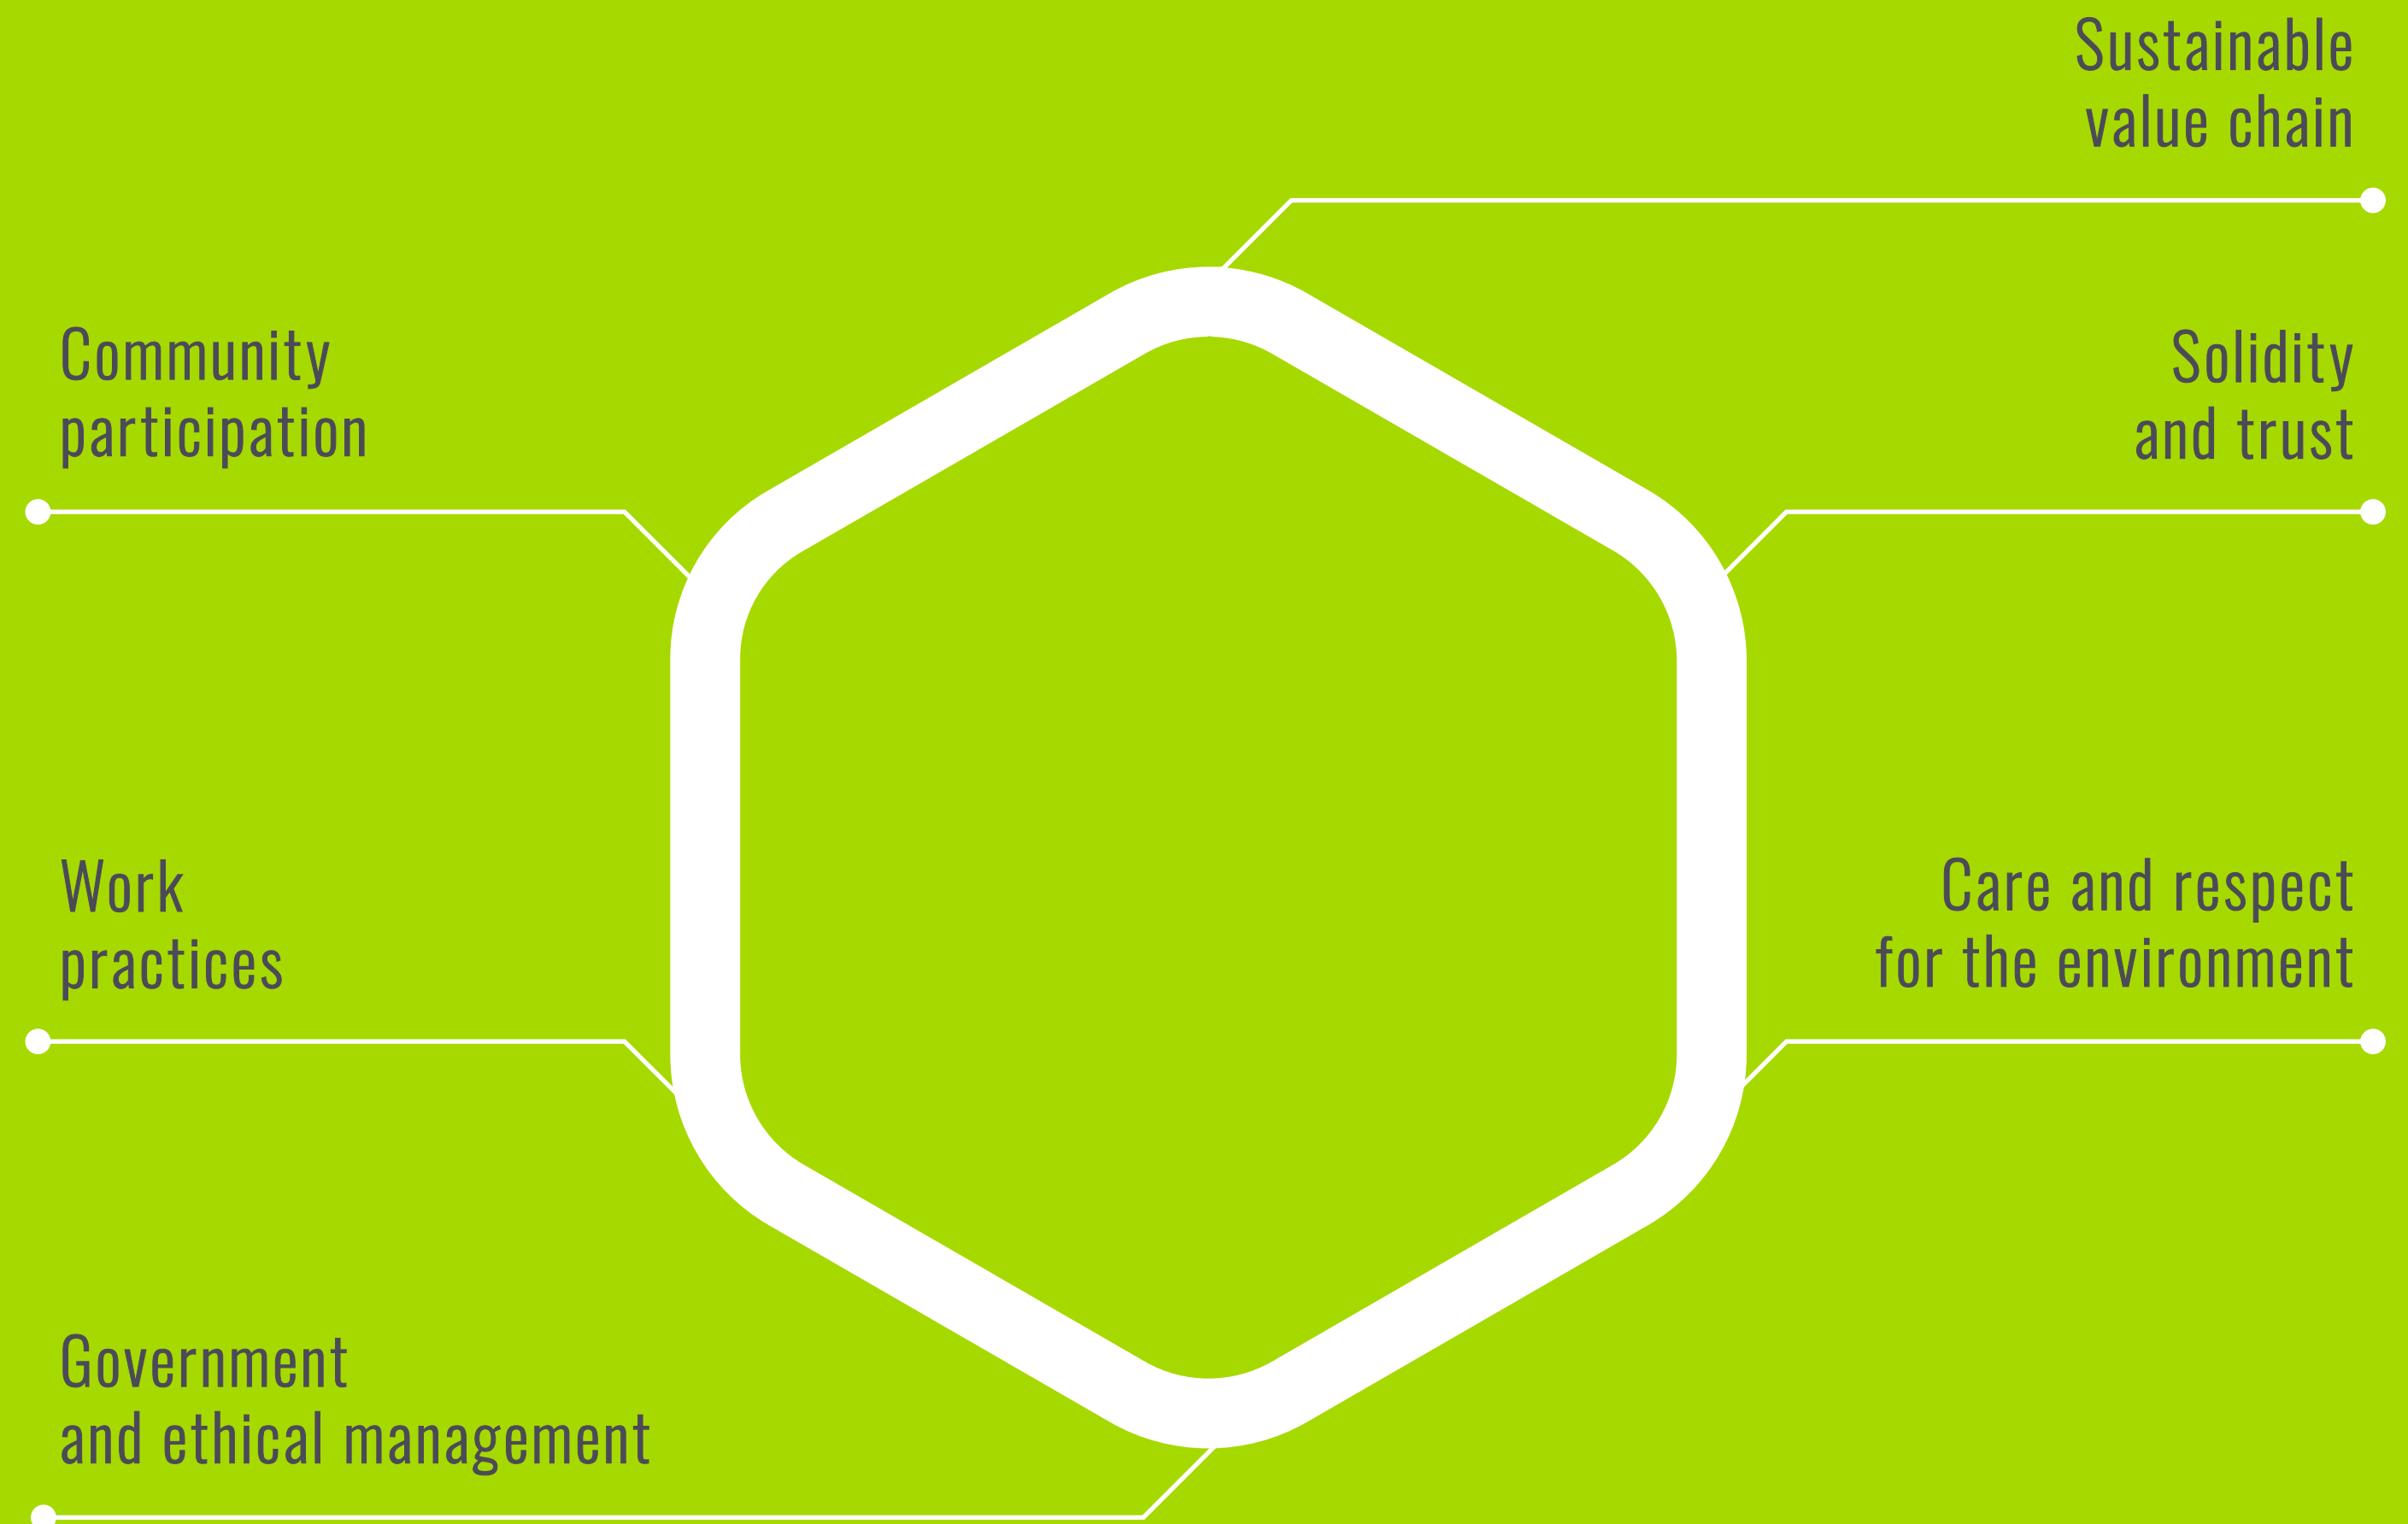 Sustainable
value chain
Community
participation
Solidity
and trust
Work
practices
Care and respect
for the environment
Government
and ethical management